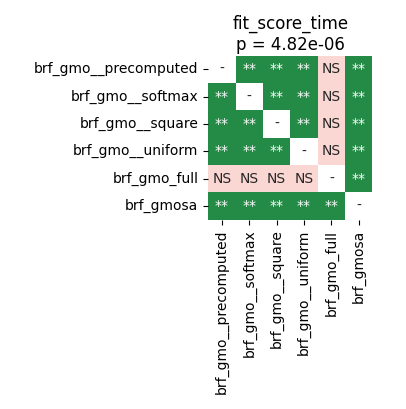 fit_score_time
p = 4.82e-06
brf_gmo__precomputed - ** ** ** NS **
brf_gmo__softmax ** - ** ** NS **
brf_gmo__square ** ** - ** NS **
brf_gmo__uniform ** ** ** - NS **
brf_gmo_full NS NS NS NS - **
brf_gmosa ** ** ** ** ** -
brf_gmo__precomputed
brf_gmo__softmax
brf_gmo__square
brf_gmo__uniform
brf_gmo_full
brf_gmosa